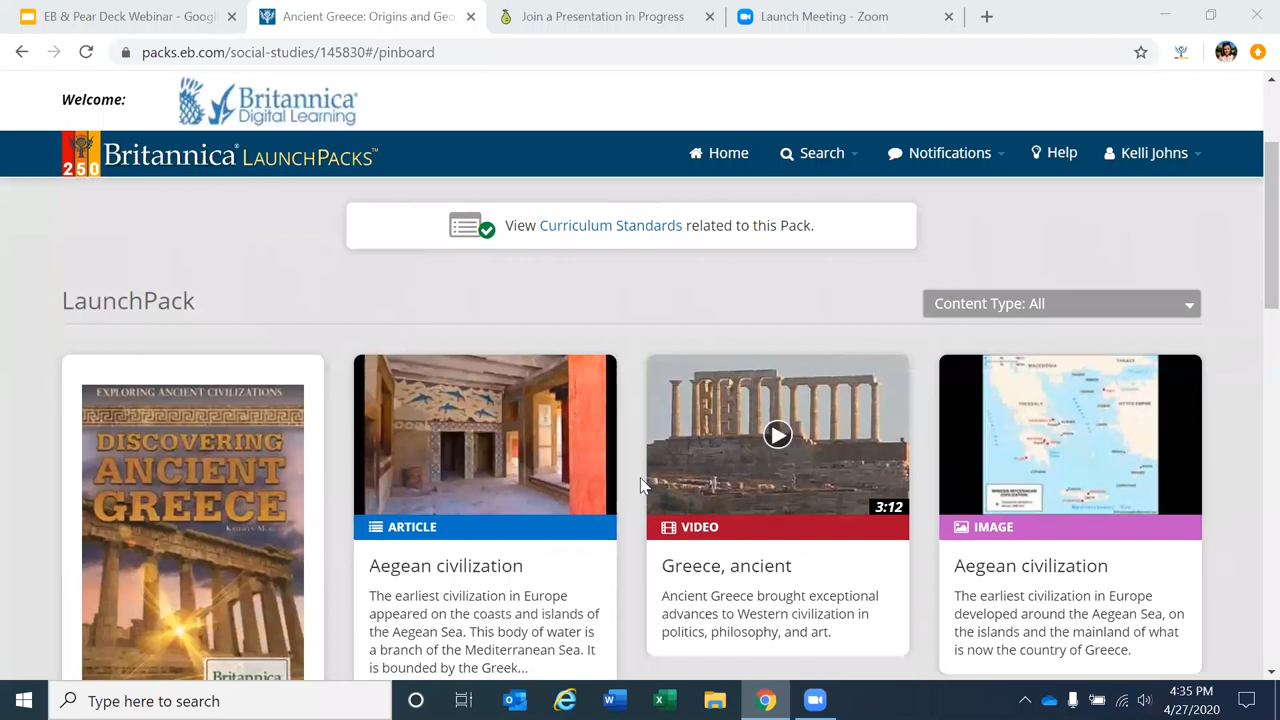 EB & Pear Deck Webinar - Googl
Ancient Greece: Origins and Geo
Join a Presentation in Progress
Launch Meeting - Zoom
packs.eb.com/social-studies/145830#/pinboard
Welcome:
Britannica
Digital Learning
250
Britannica® LAUNCHPACKS™
Home
Search
Notifications
Help
Kelli Johns
View Curriculum Standards related to this Pack.
LaunchPack
Content Type: All
EXPLORING ANCIENT CIVILIZATIONS
DISCOVERING
ANCIENT
GREECE
Britannica
ARTICLE
Aegean civilization
The earliest civilization in Europe
appeared on the coasts and islands of
the Aegean Sea. This body of water is
a branch of the Mediterranean Sea. It
is bounded by the Greek...
3:12
VIDEO
Greece, ancient
Ancient Greece brought exceptional
advances to Western civilization in
politics, philosophy, and art.
IMAGE
Aegean civilization
The earliest civilization in Europe
developed around the Aegean Sea, on
the islands and the mainland of what
is now the country of Greece.
Type here to search
4:35 PM
4/27/2020